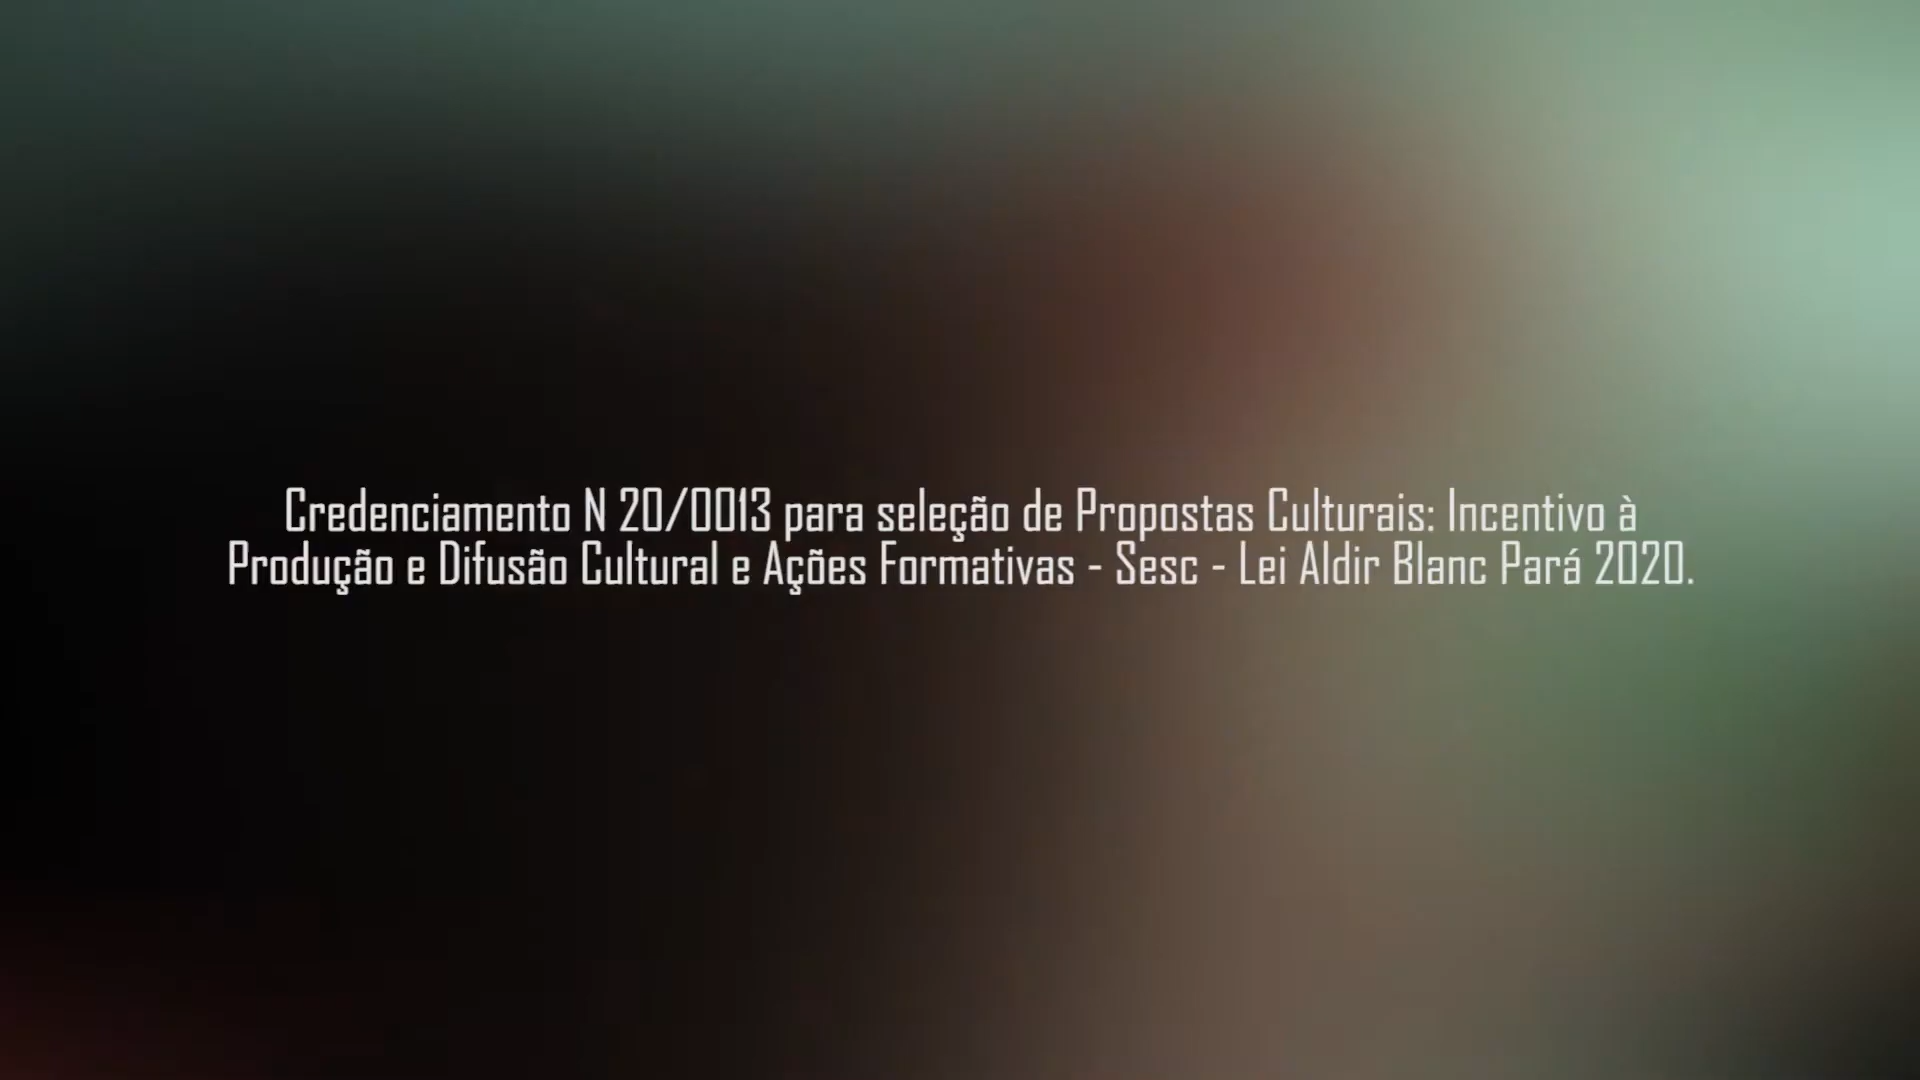 Credenciamento N 20/0013 para seleção de Propostas Culturais: Incentivo à
Produção e Difusão Cultural e Ações Formativas - Sesc - Lei Aldir Blanc Pará 2020.